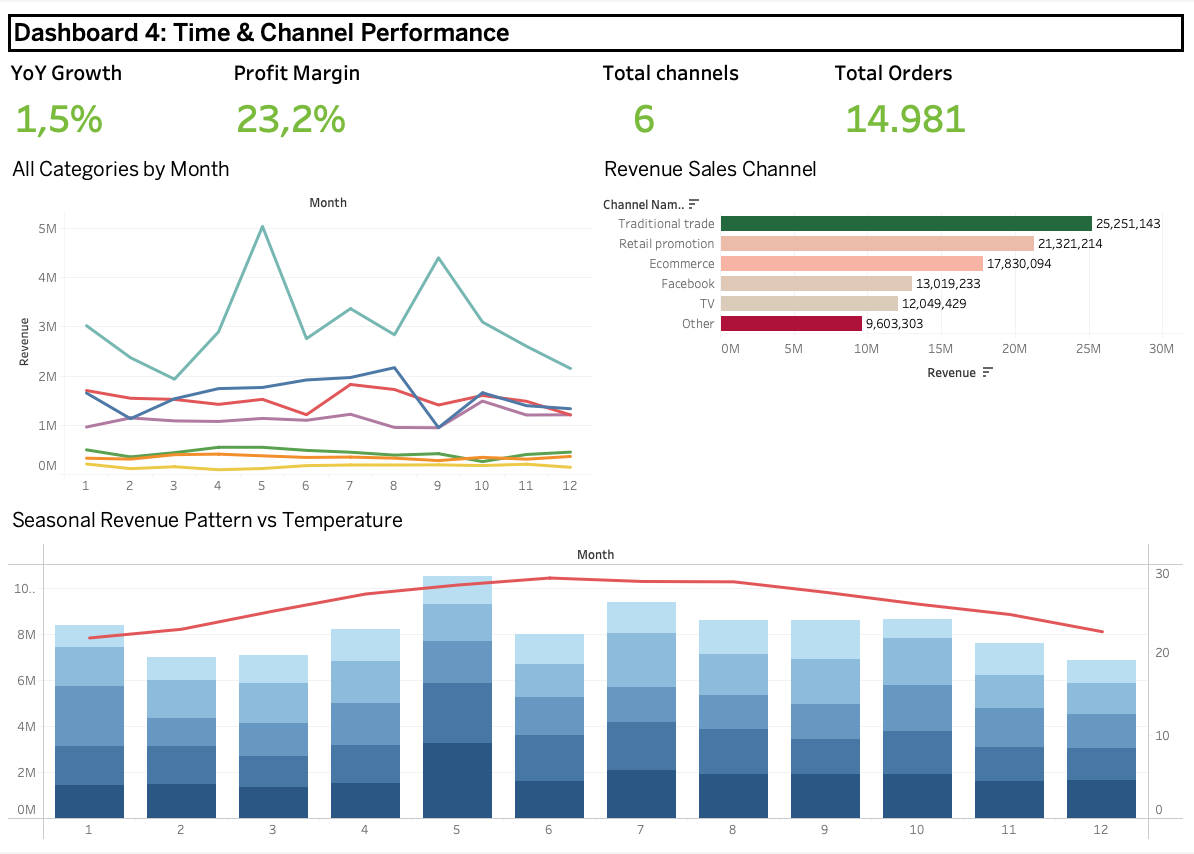 Dashboard 4: Time & Channel Performance
YoY Growth
1,5%
Profit Margin
23,2%
Total channels
6
Total Orders
14.981
All Categories by Month
Month
Revenue
5M
4M
3M
2M
1M
0M
1 2 3 4 5 6 7 8 9 10 11 12
Revenue Sales Channel
Channel Nam..
Traditional trade 25,251,143
Retail promotion 21,321,214
Ecommerce 17,830,094
Facebook 13,019,233
TV 12,049,429
Other 9,603,303
0M 5M 10M 15M 20M 25M 30M
Revenue
Seasonal Revenue Pattern vs Temperature
Month
10..
8M
6M
4M
2M
0M
30
20
10
0
1 2 3 4 5 6 7 8 9 10 11 12